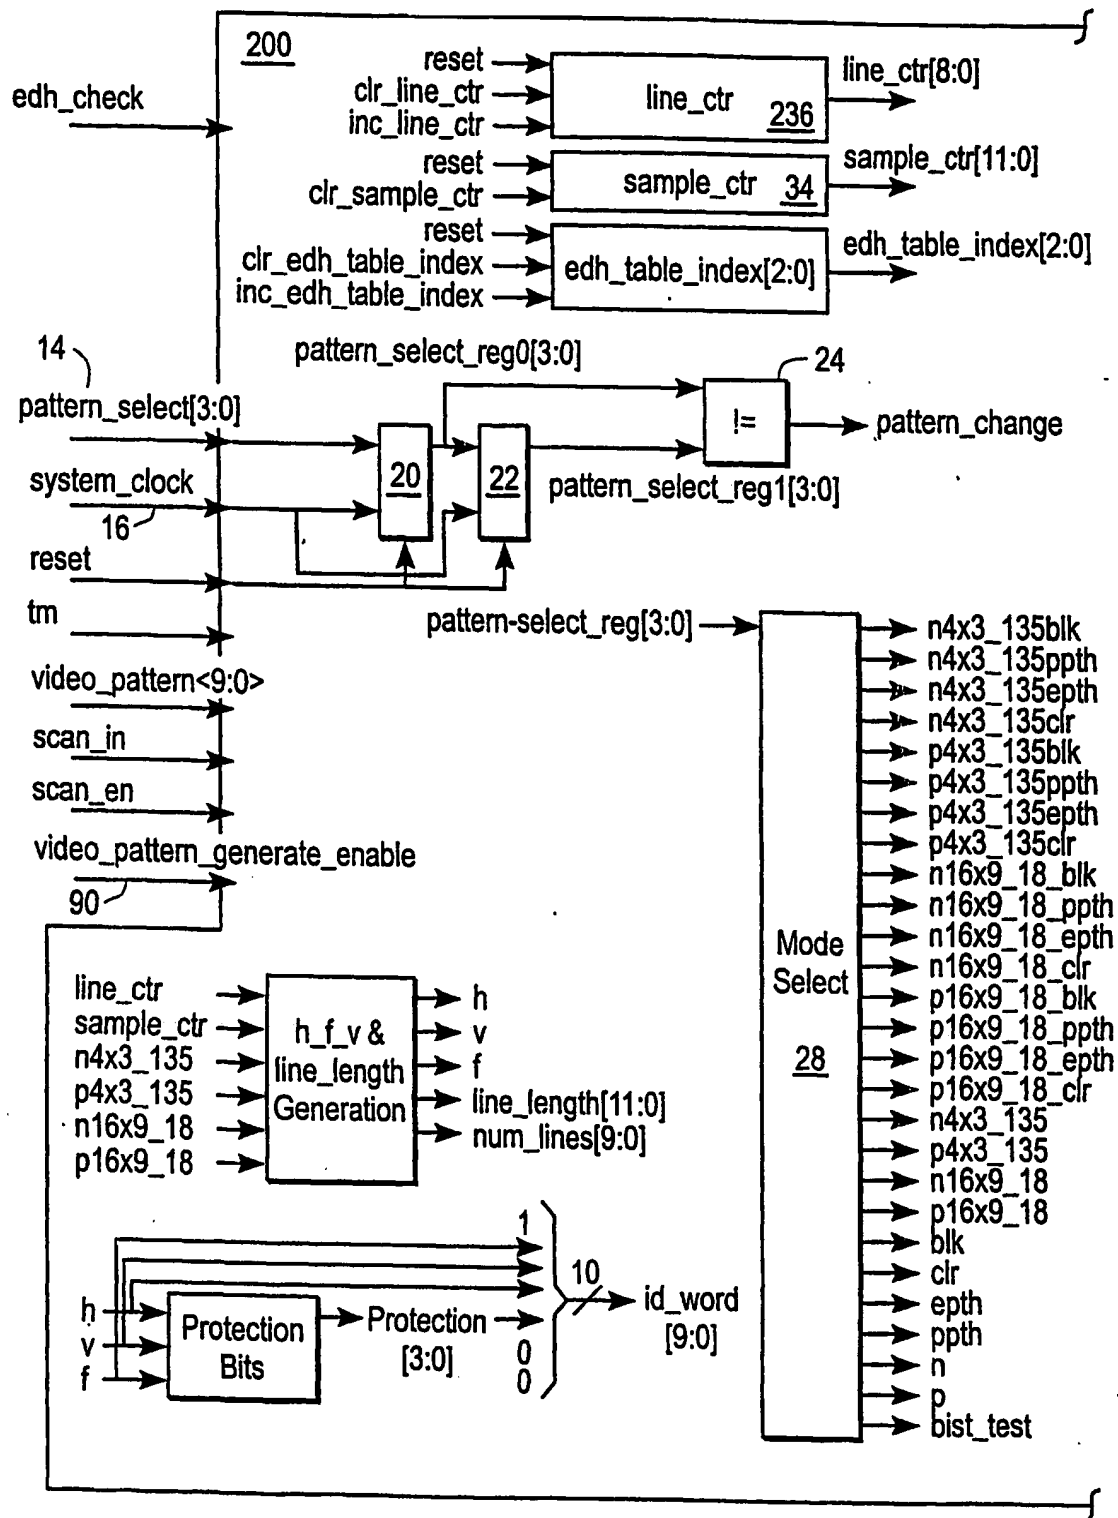 200
edh_check
reset
clr_line_ctr
inc_line_ctr
line_ctr
236
line_ctr[8:0]
reset
clr_sample_ctr
sample_ctr
34
sample_ctr[11:0]
reset
clr_edh_table_index
inc_edh_table_index
edh_table_index[2:0]
edh_table_index[2:0]
14
pattern_select[3:0]
system_clock
16
reset
tm
video_pattern<9:0>
scan_in
scan_en
video_pattern_generate_enable
90
pattern_select_reg0[3:0]
20
22
pattern_select_reg1[3:0]
!=
24
pattern_change
pattern-select_reg[3:0]
Mode
Select
28
n4x3_135blk
n4x3_135ppth
n4x3_135epth
n4x3_135clr
p4x3_135blk
p4x3_135ppth
p4x3_135epth
p4x3_135clr
n16x9_18_blk
n16x9_18_ppth
n16x9_18_epth
n16x9_18_clr
p16x9_18_blk
p16x9_18_ppth
p16x9_18_epth
p16x9_18_clr
n4x3_135
p4x3_135
n16x9_18
p16x9_18
blk
clr
epth
ppth
n
p
bist_test
line_ctr
sample_ctr
n4x3_135
p4x3_135
n16x9_18
p16x9_18
h_f_v &
line_length
Generation
h
v
f
line_length[11:0]
num_lines[9:0]
h
v
f
Protection
Bits
Protection
[3:0]
1
0
0
10
id_word
[9:0]